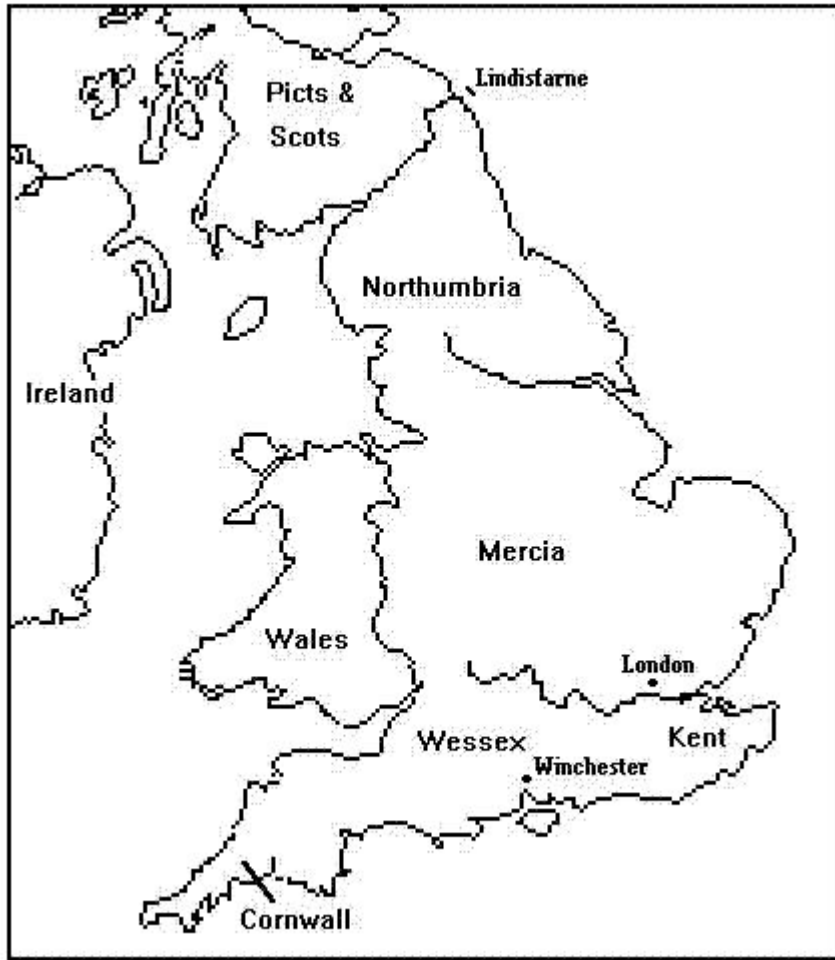 Lindisfarne
Picts &
Scots
Northumbria
Ireland
Mercia
Wales
London
Wessex
Kent
Winchester
Cornwall